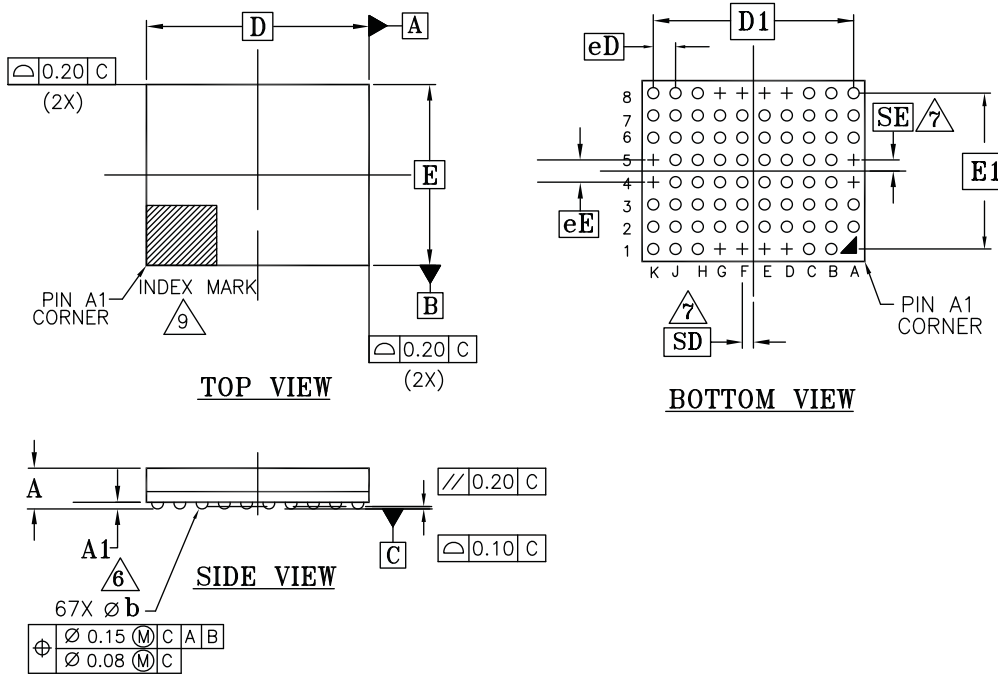 D
A
⌓ 0.20 C
(2X)
E
PIN A1
CORNER
INDEX MARK
9
B
⌓ 0.20 C
(2X)
TOP VIEW
D1
eD
8
7
6
5
4
3
2
1
K J H G F E D C B A
SE 7
E1
eE
7
SD
PIN A1
CORNER
BOTTOM VIEW
A
A1
6
// 0.20 C
C
⌓ 0.10 C
SIDE VIEW
67X Ø b
⌖ Ø 0.15 Ⓜ C A B
Ø 0.08 Ⓜ C